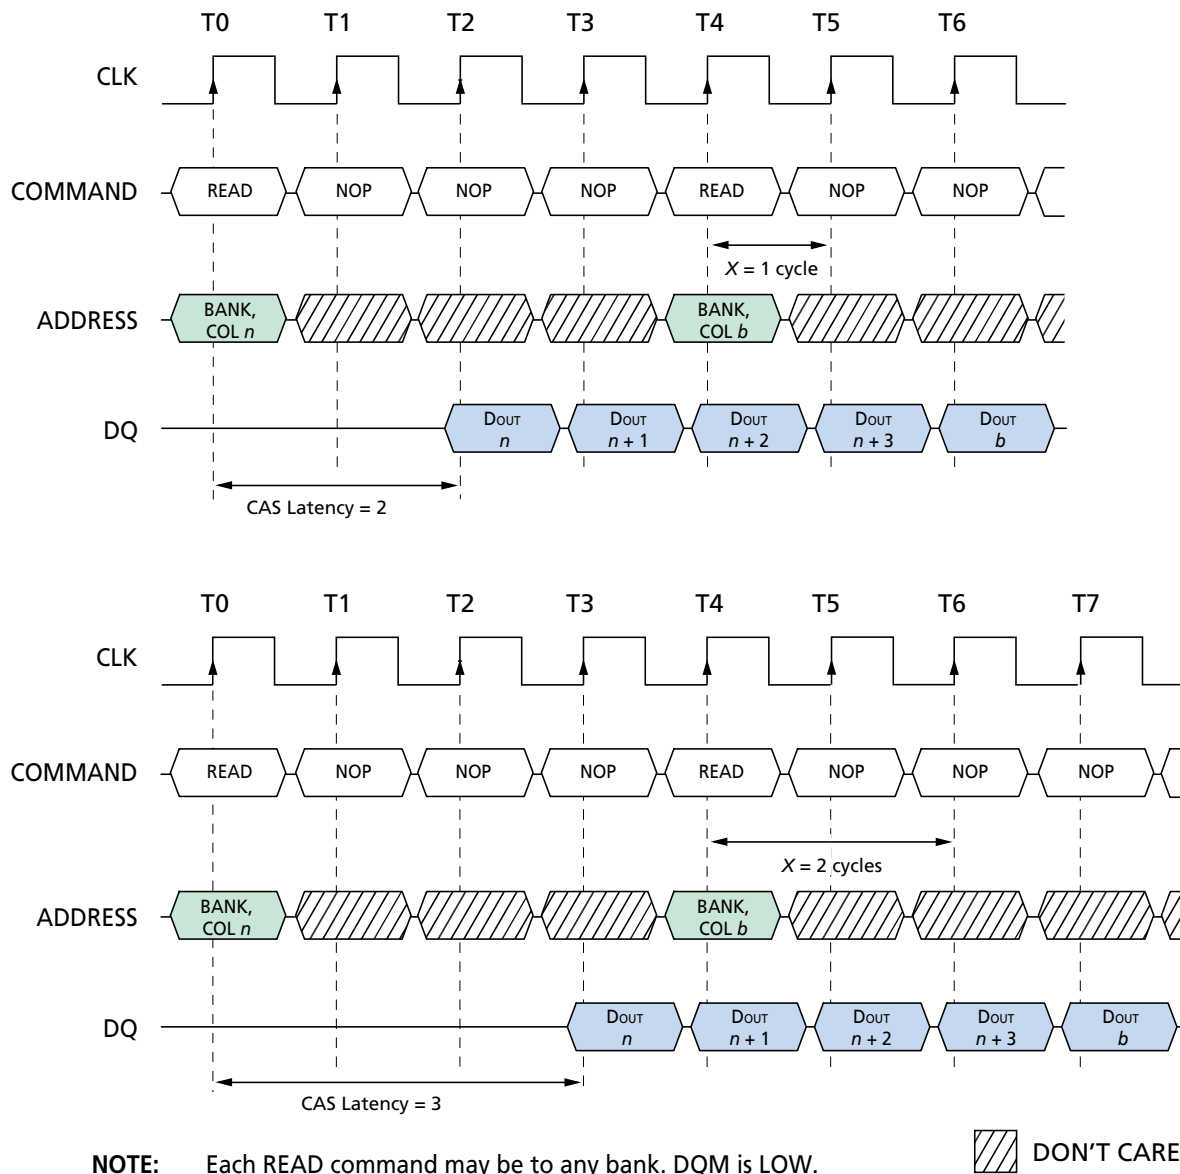 T0 T1 T2 T3 T4 T5 T6
CLK
COMMAND READ NOP NOP NOP READ NOP NOP
X = 1 cycle
ADDRESS BANK, COL n BANK, COL b
DQ DOUT n DOUT n + 1 DOUT n + 2 DOUT n + 3 DOUT b
CAS Latency = 2
T0 T1 T2 T3 T4 T5 T6 T7
CLK
COMMAND READ NOP NOP NOP READ NOP NOP NOP
X = 2 cycles
ADDRESS BANK, COL n BANK, COL b
DQ DOUT n DOUT n + 1 DOUT n + 2 DOUT n + 3 DOUT b
CAS Latency = 3
DON'T CARE
NOTE: Each READ command may be to any bank. DQM is LOW.